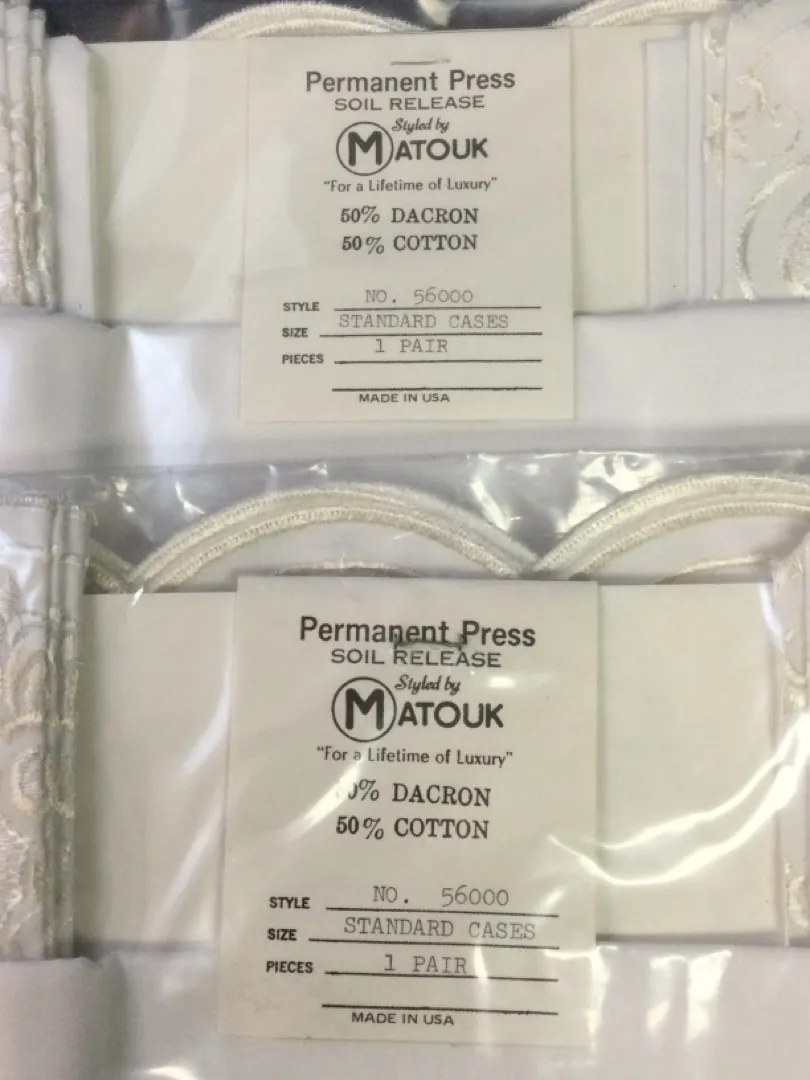 Permanent Press
SOIL RELEASE
Styled by
MATOUK
"For a Lifetime of Luxury"
50% DACRON
50% COTTON
STYLE NO. 56000
SIZE STANDARD CASES
PIECES 1 PAIR
MADE IN USA
Permanent Press
SOIL RELEASE
Styled by
MATOUK
"For a Lifetime of Luxury"
0% DACRON
50% COTTON
STYLE NO. 56000
SIZE STANDARD CASES
PIECES 1 PAIR
MADE IN USA